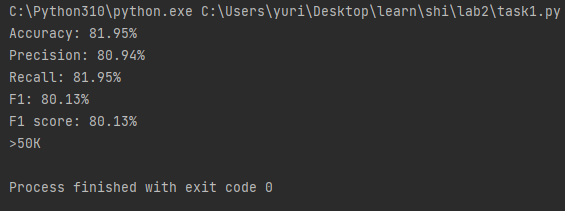 C:\Python310\python.exe C:\Users\yuri\Desktop\learn\shi\lab2\task1.py
Accuracy: 81.95%
Precision: 80.94%
Recall: 81.95%
F1: 80.13%
F1 score: 80.13%
>50K
Process finished with exit code 0